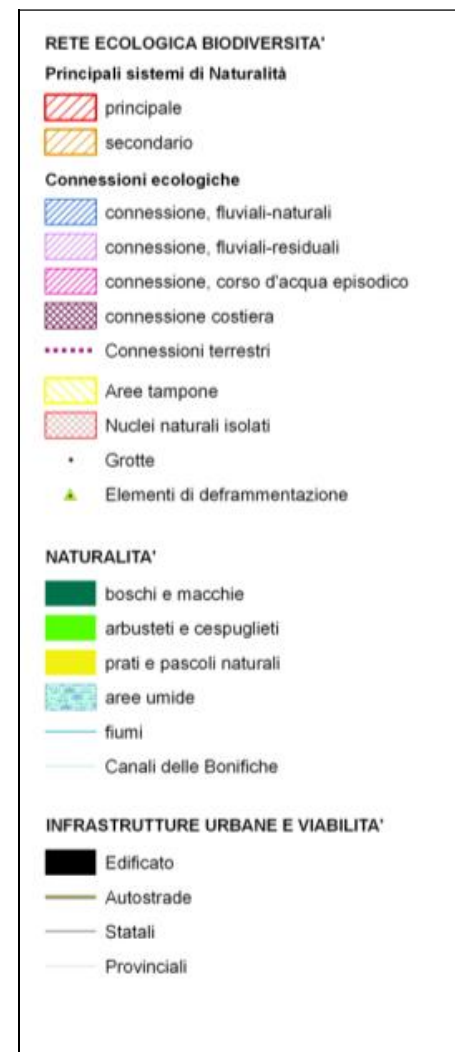 RETE ECOLOGICA BIODIVERSITA'
Principali sistemi di Naturalità
principale
secondario
Connessioni ecologiche
connessione, fluviali-naturali
connessione, fluviali-residuali
connessione, corso d'acqua episodico
connessione costiera
Connessioni terrestri
Aree tampone
Nuclei naturali isolati
Grotte
Elementi di deframmentazione
NATURALITA'
boschi e macchie
arbusteti e cespuglieti
prati e pascoli naturali
aree umide
fiumi
Canali delle Bonifiche
INFRASTRUTTURE URBANE E VIABILITA'
Edificato
Autostrade
Statali
Provinciali